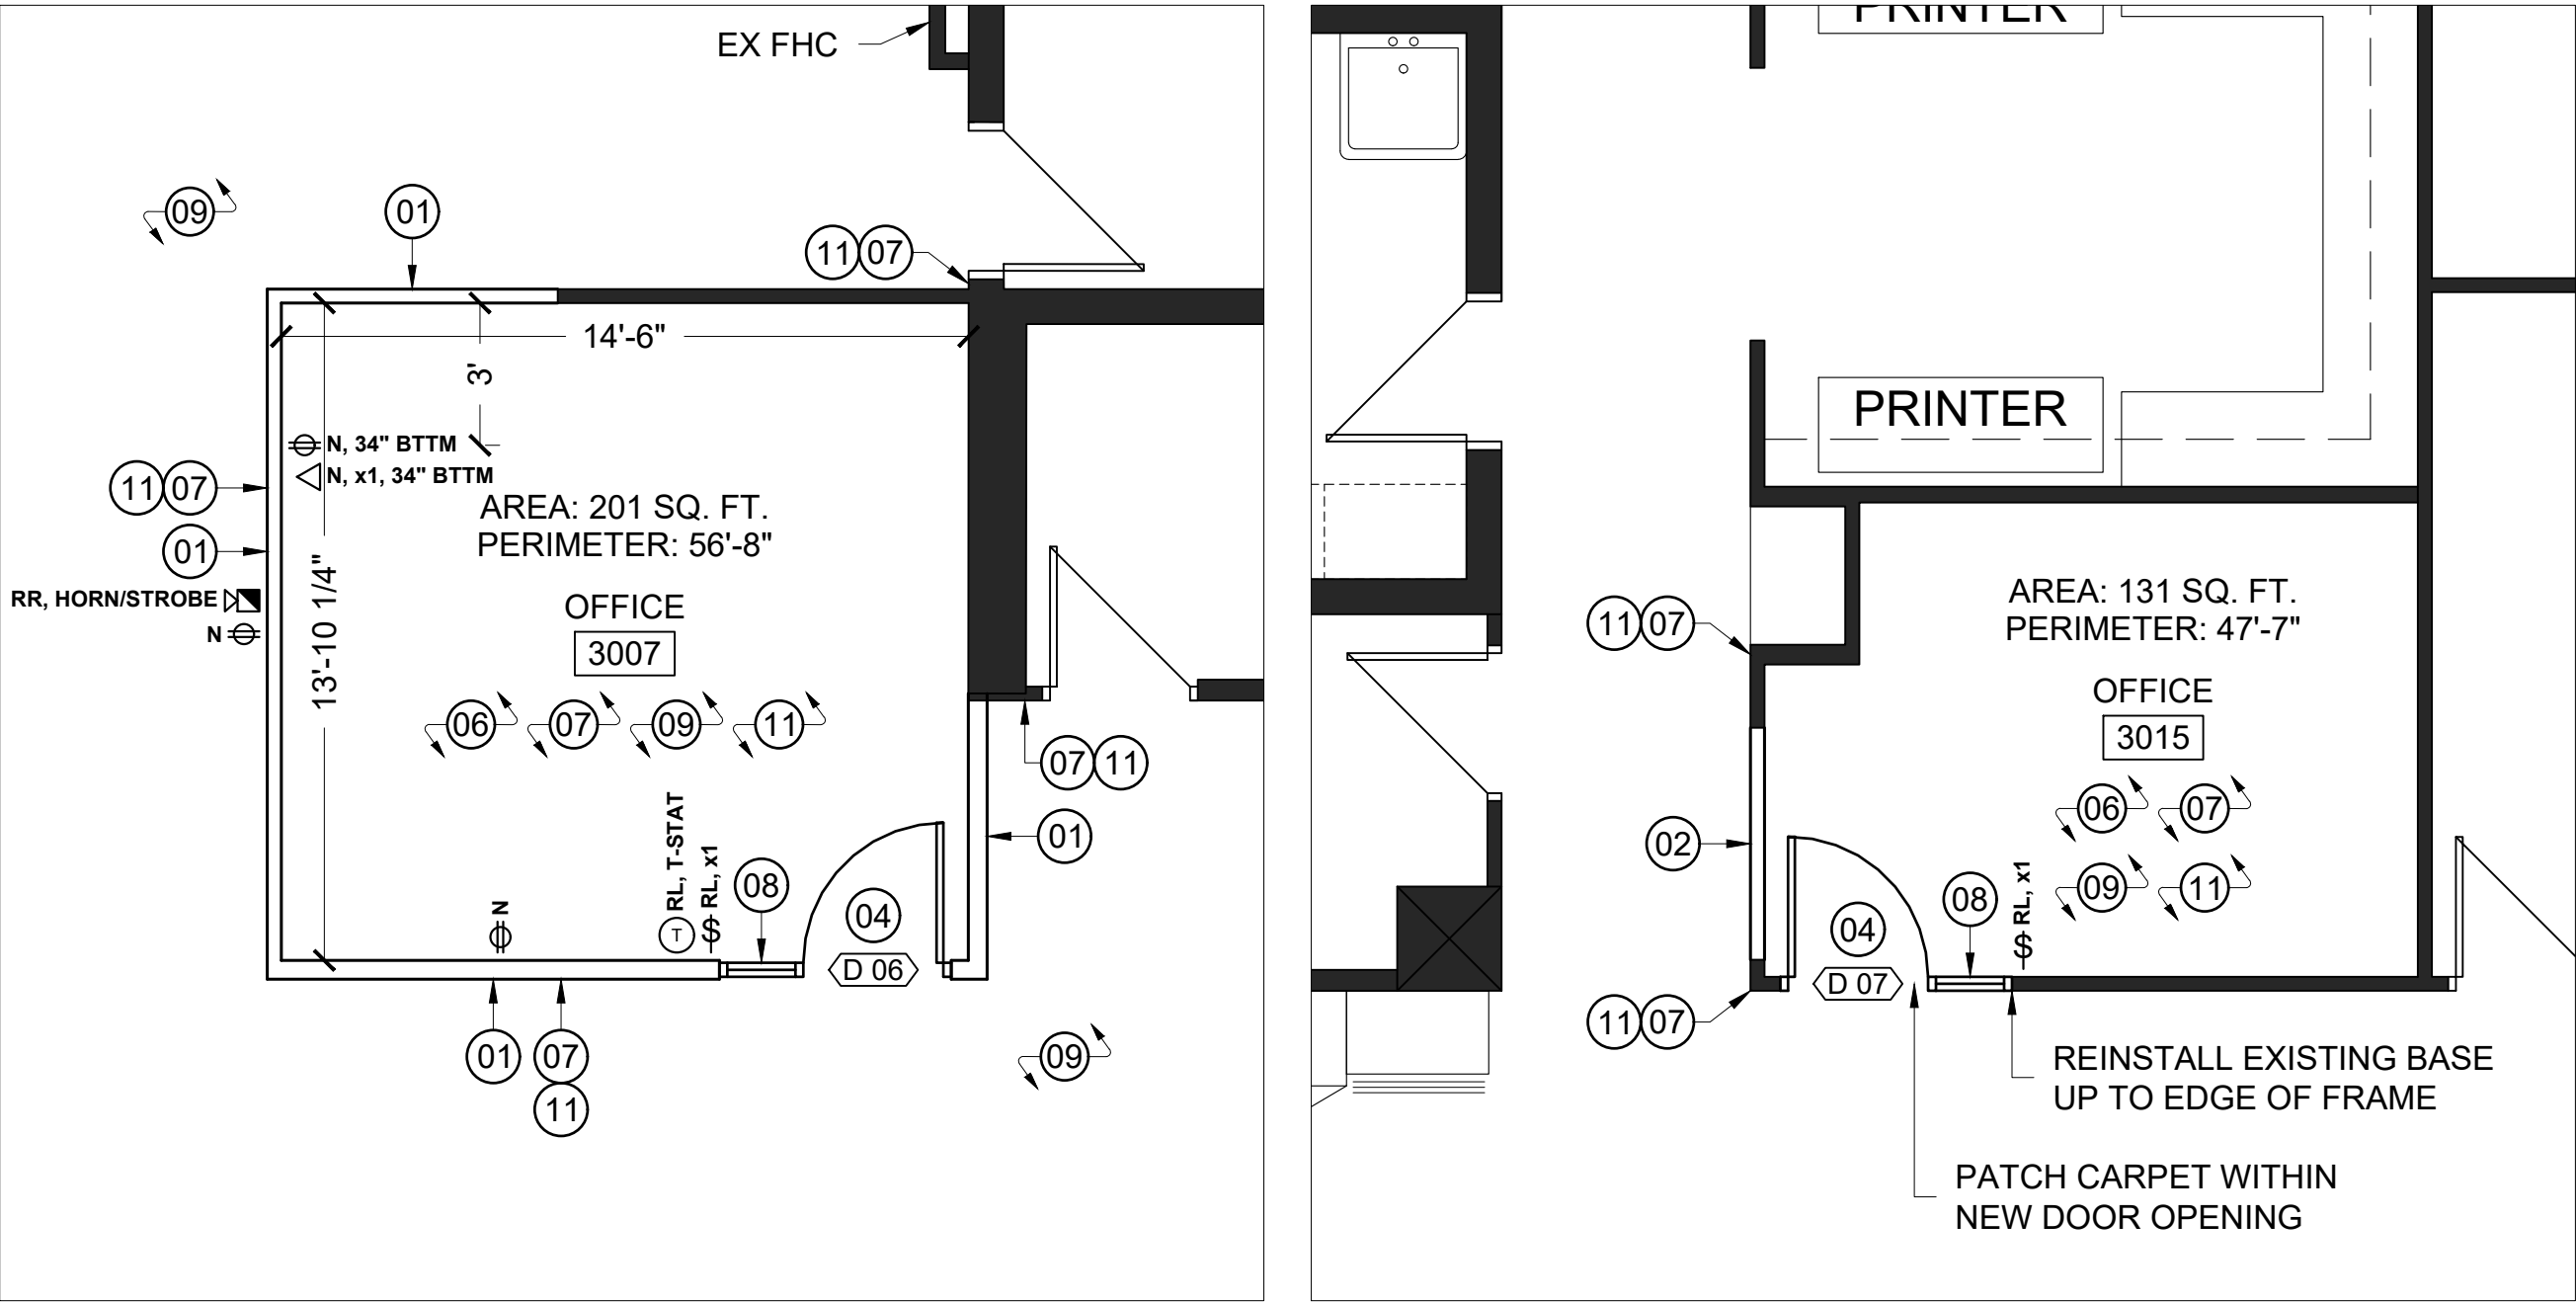 EX FHC
09
01
11 07
14'-6"
3'
N, 34" BTTM
N, x1, 34" BTTM
11 07
AREA: 201 SQ. FT.
PERIMETER: 56'-8"
01
13'-10 1/4"
RR, HORN/STROBE
N
OFFICE
3007
06 07 09 11
07 11
01
RL, T-STAT
RL, x1
T
$
N
08
04
D 06
01 07
11
09
PRINTER
PRINTER
11 07
AREA: 131 SQ. FT.
PERIMETER: 47'-7"
OFFICE
3015
06 07
09 11
02
08
RL, x1
$
04
D 07
11 07
REINSTALL EXISTING BASE
UP TO EDGE OF FRAME
PATCH CARPET WITHIN
NEW DOOR OPENING